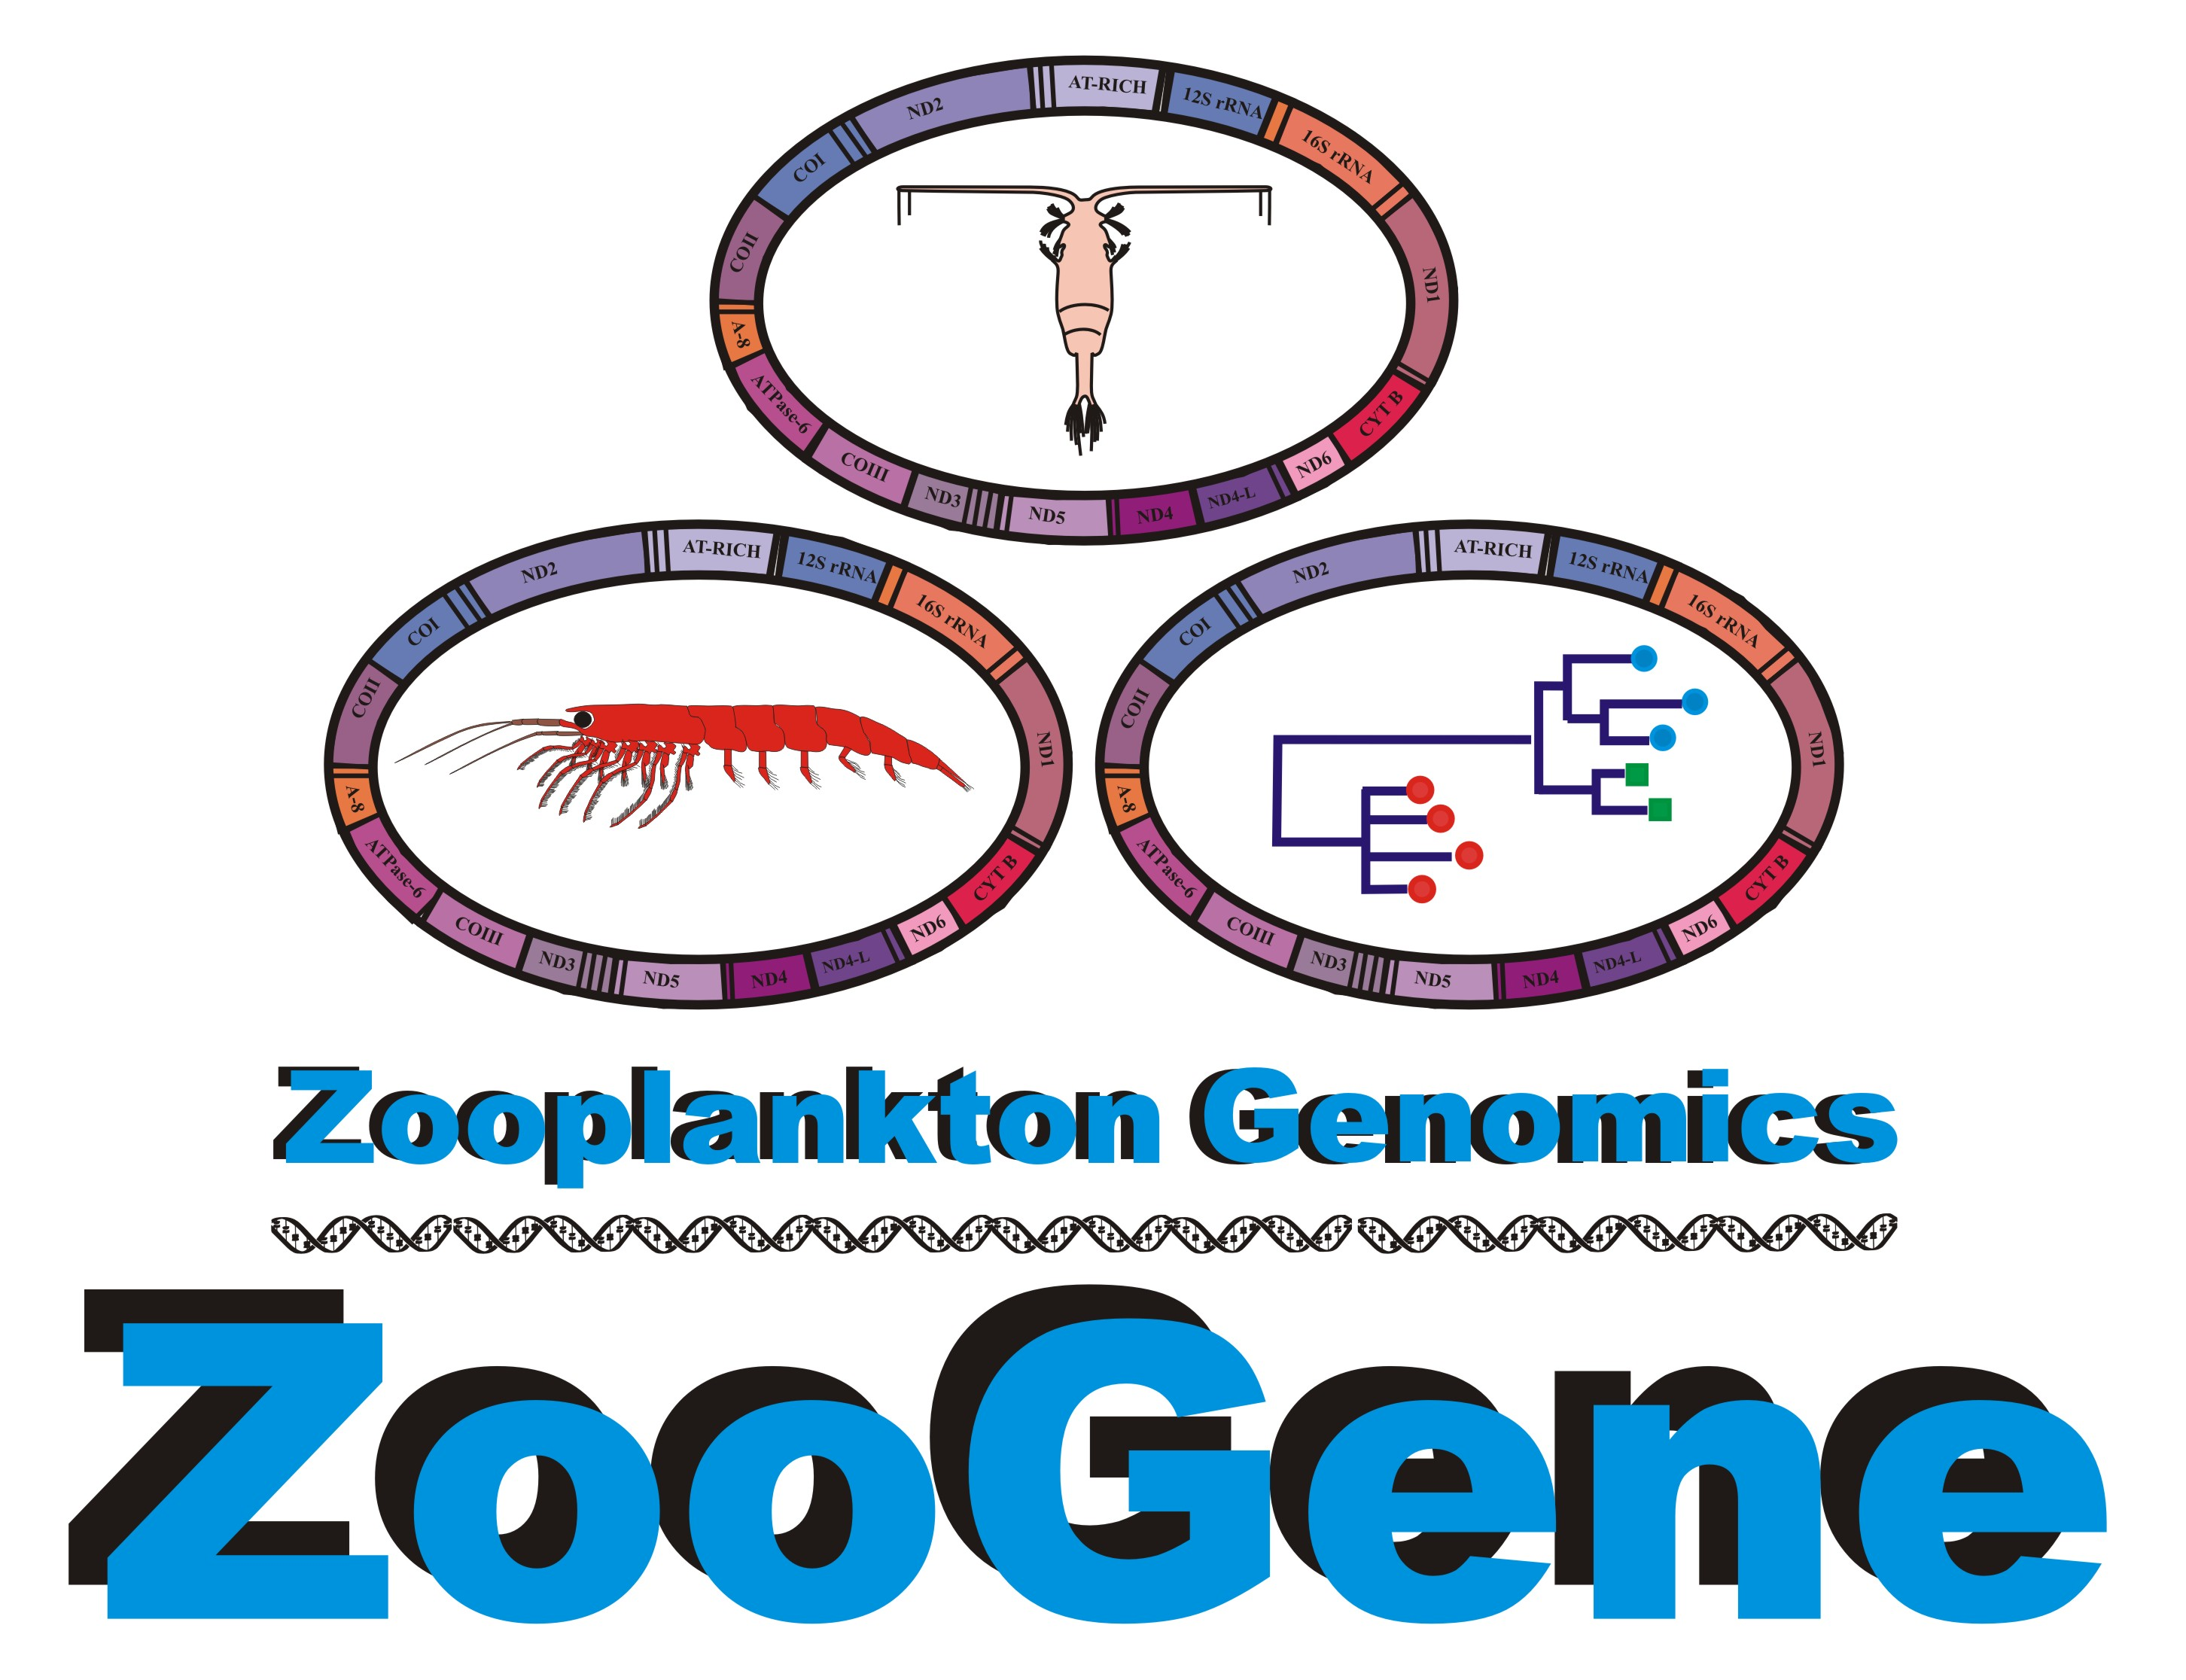 AT-RICH
12S rRNA
16S rRNA
ND1
CYT B
ND6
ND4-L
ND4
ND5
ND3
COIII
ATPase-6
A-8
COII
COI
ND2
AT-RICH
12S rRNA
16S rRNA
ND1
CYT B
ND6
ND4-L
ND4
ND5
ND3
COIII
ATPase-6
A-8
COII
COI
ND2
AT-RICH
12S rRNA
16S rRNA
ND1
CYT B
ND6
ND4-L
ND4
ND5
ND3
COIII
ATPase-6
A-8
COII
COI
ND2
Zooplankton Genomics
ZooGene